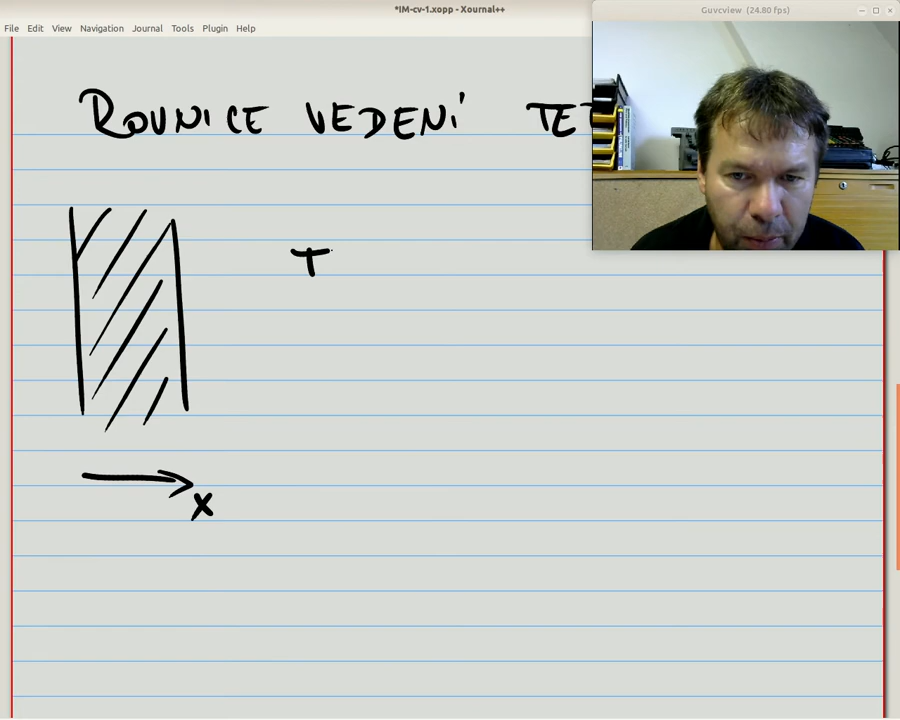 *IM-cv-1.xopp - Xournal++
Guvcview (24.80 fps)
File Edit View Navigation Journal Tools Plugin Help
ROVNICE VEDENÍ
T
x